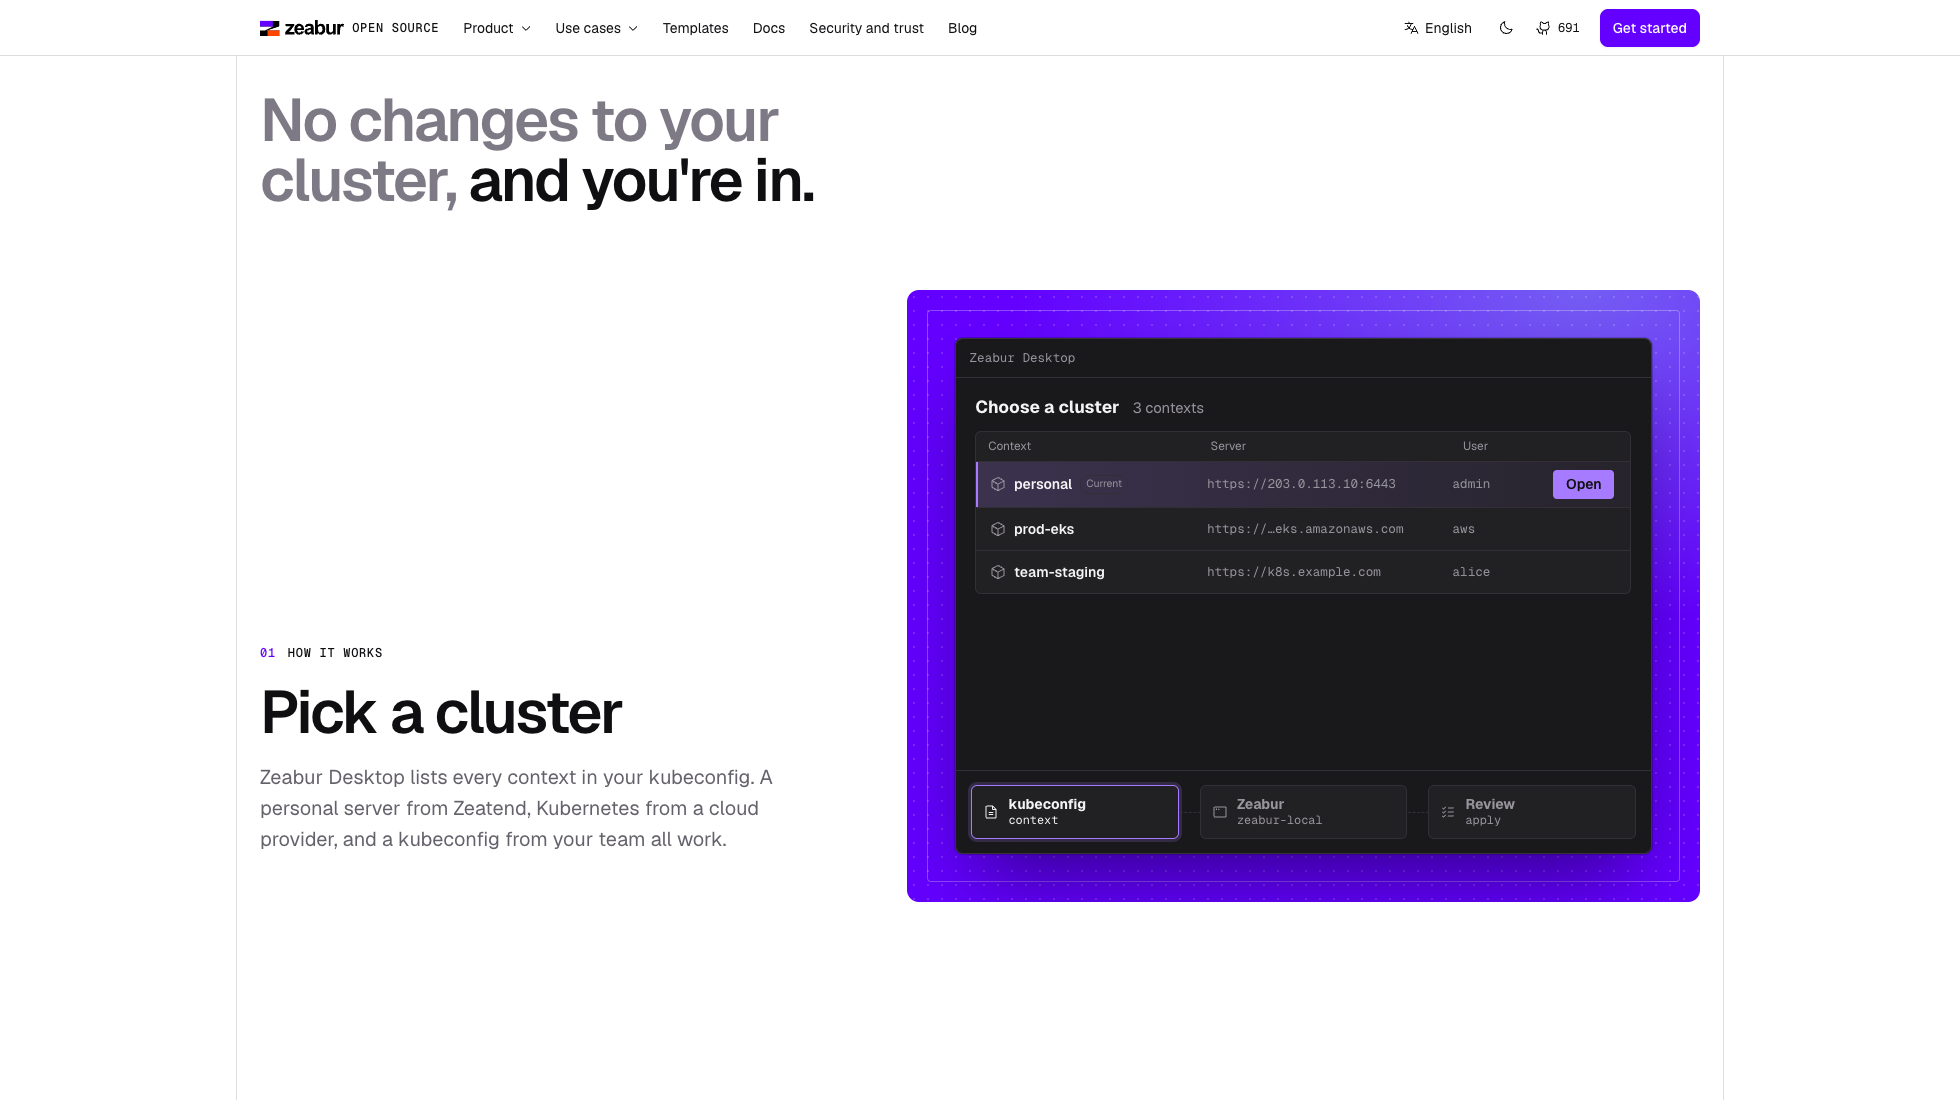 zeabur OPEN SOURCE Product Use cases Templates Docs Security and trust Blog English 691 Get started
No changes to your
cluster, and you're in.
Zeabur Desktop
Choose a cluster 3 contexts
Context Server User
personal Current https://203.0.113.10:6443 admin Open
prod-eks https://…eks.amazonaws.com aws
team-staging https://k8s.example.com alice
01 HOW IT WORKS
Pick a cluster
Zeabur Desktop lists every context in your kubeconfig. A
personal server from Zeatend, Kubernetes from a cloud
provider, and a kubeconfig from your team all work.
kubeconfig
context
Zeabur
zeabur-local
Review
apply